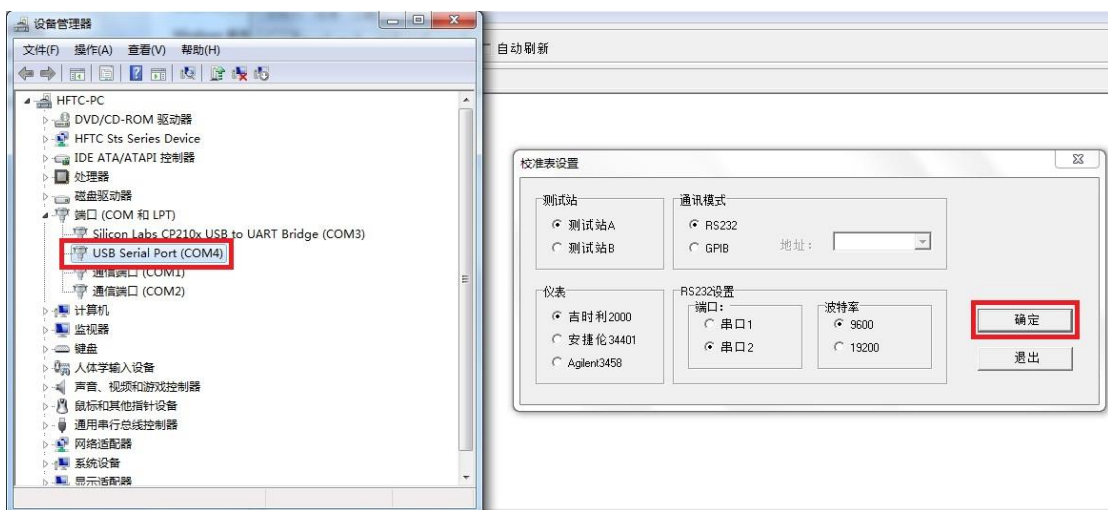 设备管理器
文件(F) 操作(A) 查看(V) 帮助(H)
HFTC-PC
DVD/CD-ROM 驱动器
HFTC Sts Series Device
IDE ATA/ATAPI 控制器
处理器
磁盘驱动器
端口 (COM 和 LPT)
Silicon Labs CP210x USB to UART Bridge (COM3)
USB Serial Port (COM4)
通信端口 (COM1)
通信端口 (COM2)
计算机
监视器
键盘
人体学输入设备
声音、视频和游戏控制器
鼠标和其他指针设备
通用串行总线控制器
网络适配器
系统设备
显示适配器
自动刷新
校准表设置
测试站
测试站A
测试站B
通讯模式
RS232
GPIB
地址:
仪表
吉时利2000
安捷伦34401
Agilent3458
RS232设置
端口:
串口1
串口2
波特率
9600
19200
确定
退出